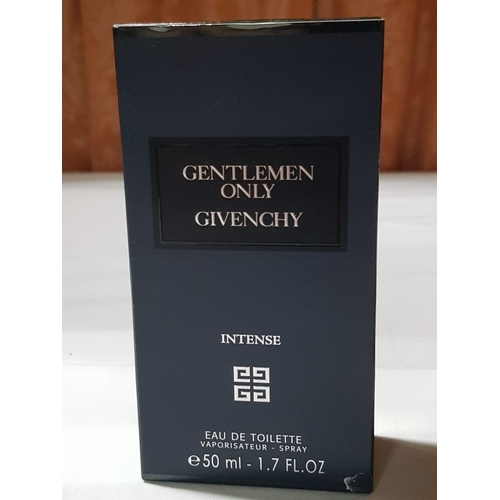 GENTLEMEN
ONLY
GIVENCHY
INTENSE
EAU DE TOILETTE
VAPORISATEUR - SPRAY
℮50 ml - 1.7 FL.OZ